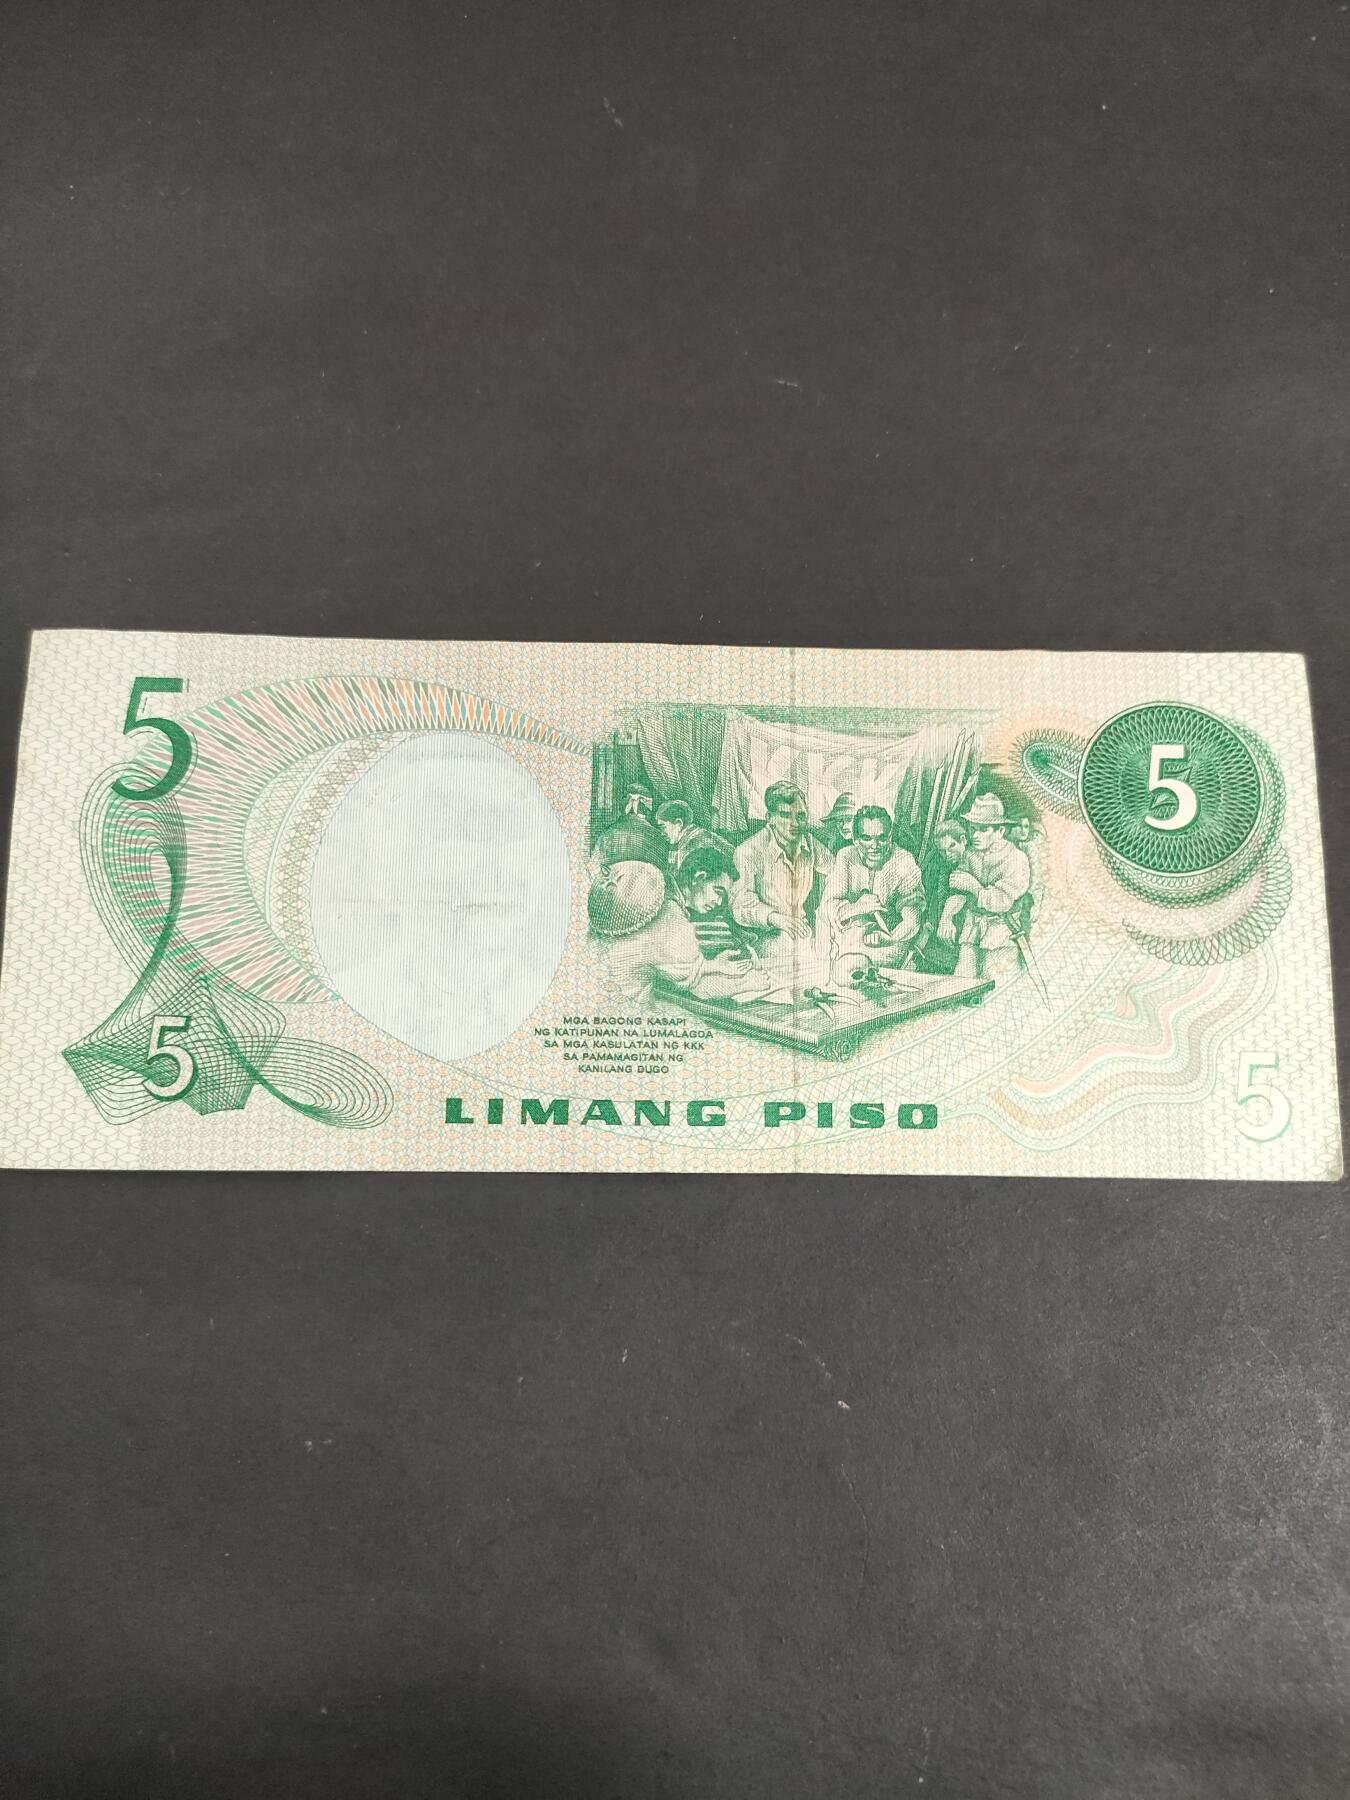 5
KKK
5
MGA BAGONG KASAPI
NG KATIPUNAN NA LUMALAGDA
SA MGA KASULATAN NG KKK
SA PAMAMAGITAN NG
KANILANG DUGO
5
5
LIMANG PISO